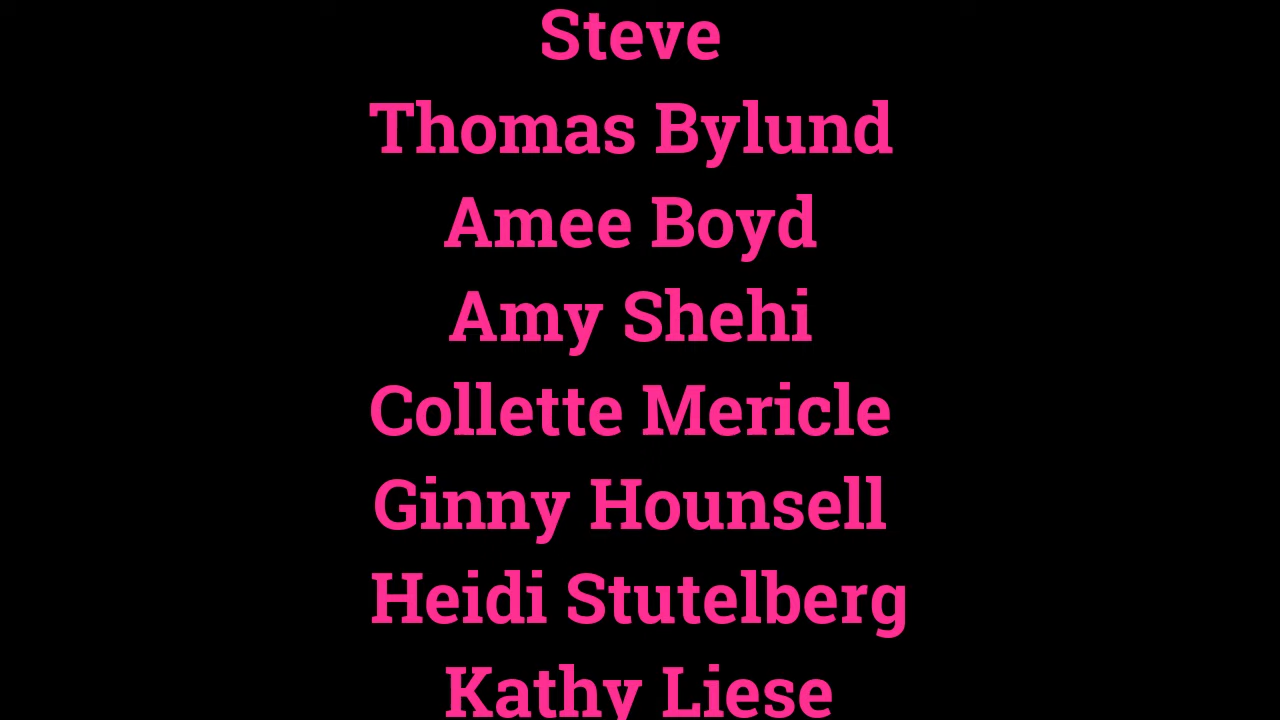 Steve
Thomas Bylund
Amee Boyd
Amy Shehi
Collette Mericle
Ginny Hounsell
Heidi Stutelberg
Kathy Liese